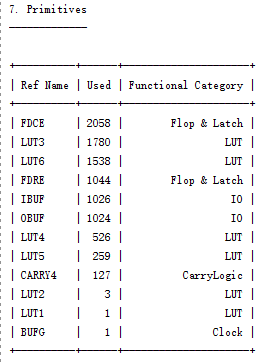 7. Primitives
-------------
+----------+------+---------------------+
| Ref Name | Used | Functional Category |
+----------+------+---------------------+
| FDCE | 2058 | Flop & Latch |
| LUT3 | 1780 | LUT |
| LUT6 | 1538 | LUT |
| FDRE | 1044 | Flop & Latch |
| IBUF | 1026 | IO |
| OBUF | 1024 | IO |
| LUT4 | 526 | LUT |
| LUT5 | 259 | LUT |
| CARRY4 | 127 | CarryLogic |
| LUT2 | 3 | LUT |
| LUT1 | 1 | LUT |
| BUFG | 1 | Clock |
+----------+------+---------------------+